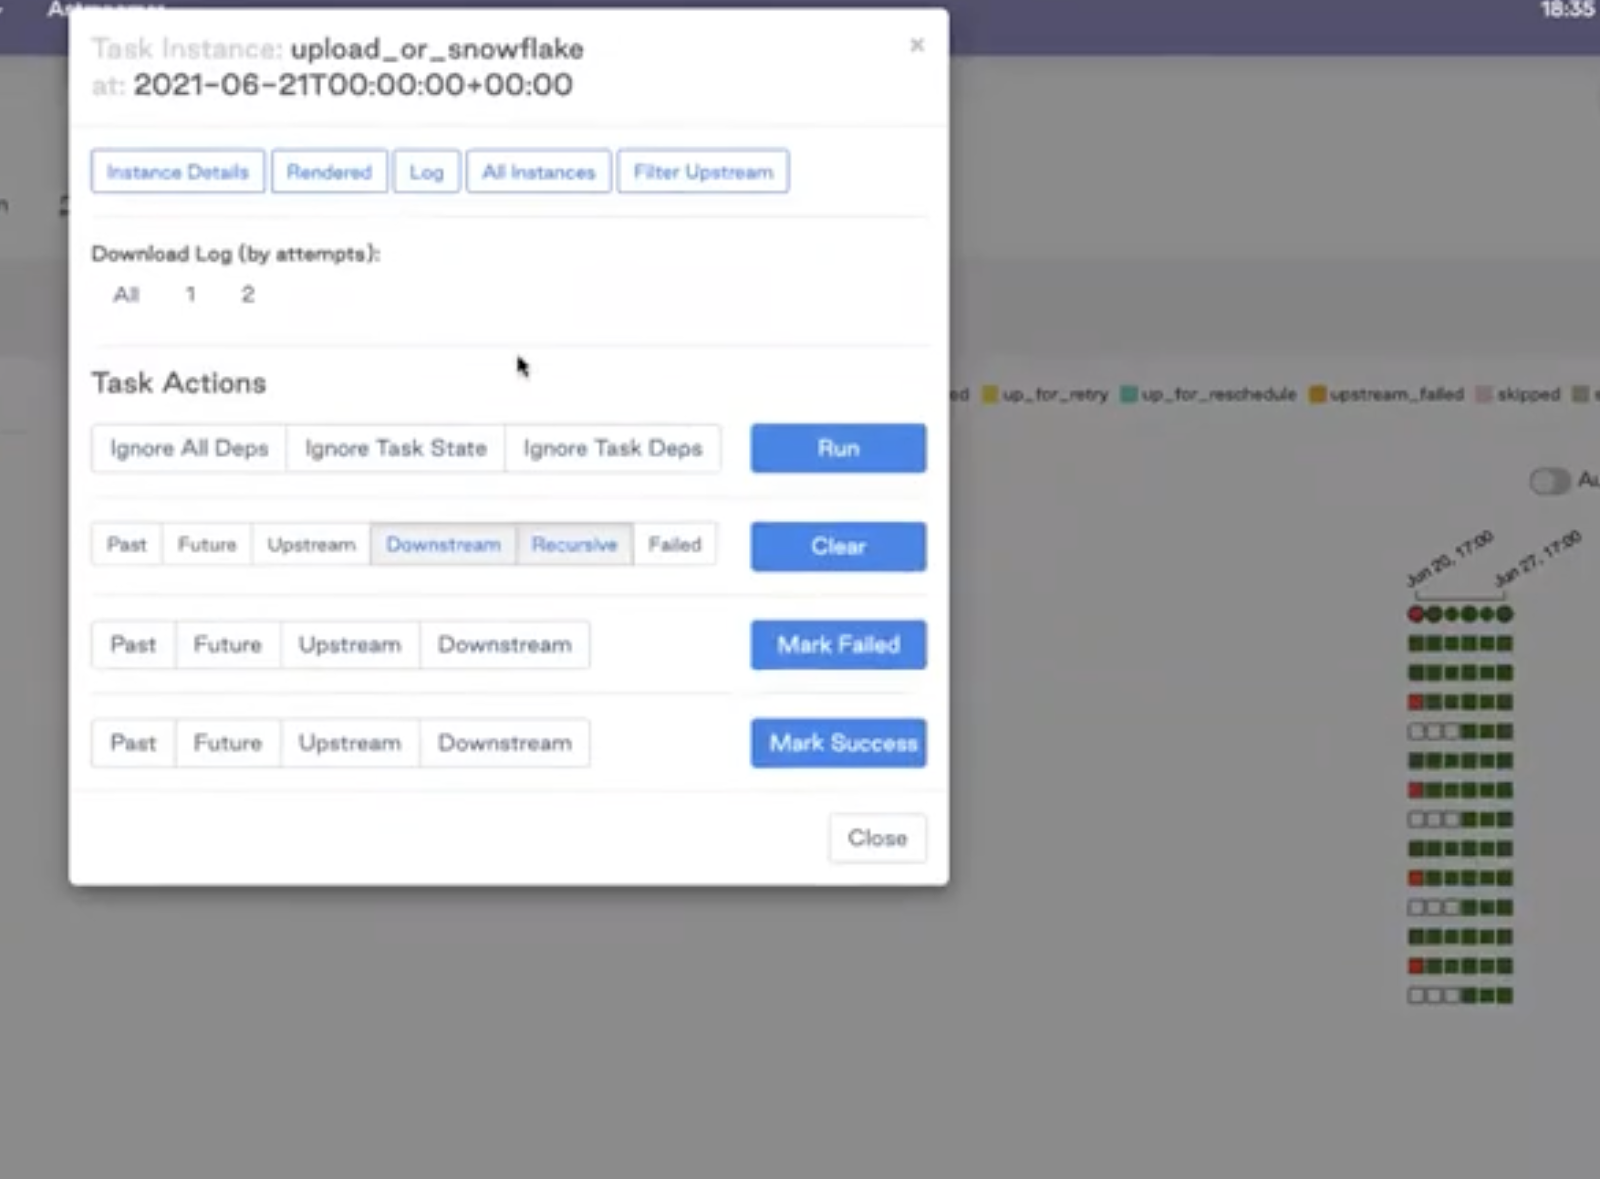 18:35
Task Instance: upload_or_snowflake
×
at: 2021-06-21T00:00:00+00:00
Instance Details Rendered Log All Instances Filter Upstream
Download Log (by attempts):
All 1 2
Task Actions
up_for_retry up_for_reschedule upstream_failed skipped
Ignore All Deps Ignore Task State Ignore Task Deps Run
Past Future Upstream Downstream Recursive Failed Clear
Jun 20, 17:00 Jun 27, 17:00
Past Future Upstream Downstream Mark Failed
Past Future Upstream Downstream Mark Success
Close